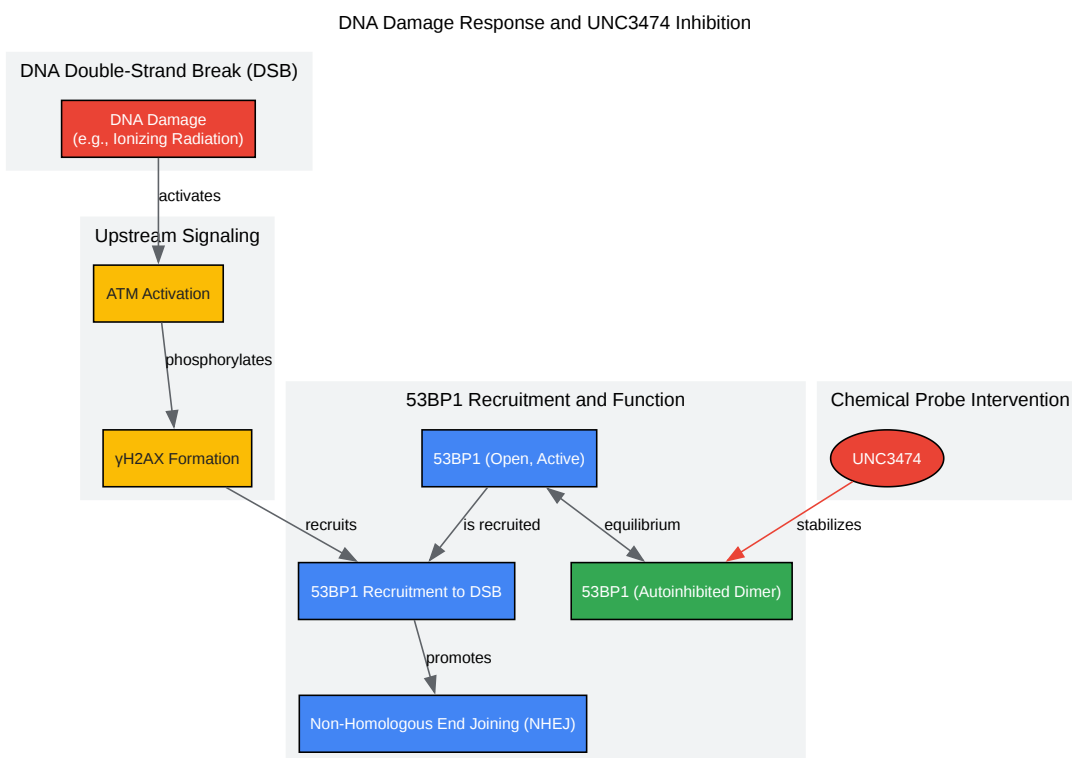 DNA Damage Response and UNC3474 Inhibition
DNA Double-Strand Break (DSB)
DNA Damage
(e.g., Ionizing Radiation)
activates
Upstream Signaling
ATM Activation
phosphorylates
γH2AX Formation
53BP1 Recruitment and Function
Chemical Probe Intervention
53BP1 (Open, Active)
UNC3474
recruits
is recruited
equilibrium
stabilizes
53BP1 Recruitment to DSB
53BP1 (Autoinhibited Dimer)
promotes
Non-Homologous End Joining (NHEJ)